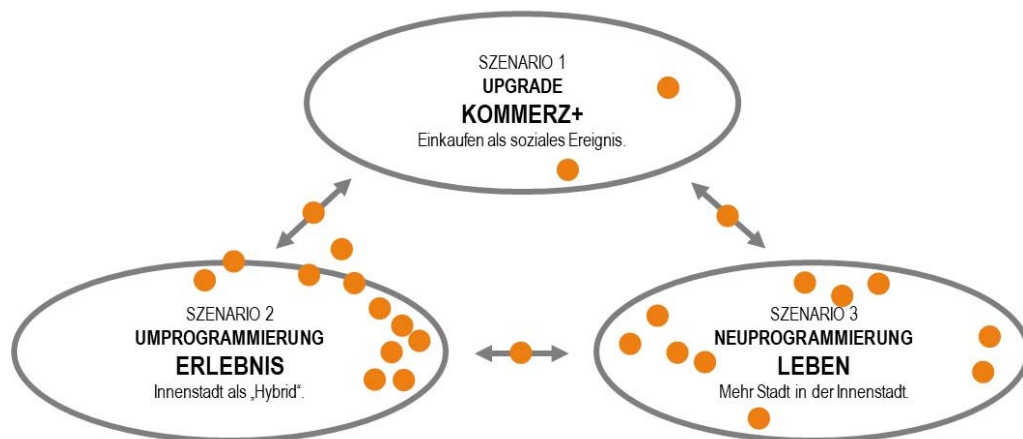 SZENARIO 1
UPGRADE
KOMMERZ+
Einkaufen als soziales Ereignis.
SZENARIO 2
UMPROGRAMMIERUNG
ERLEBNIS
Innenstadt als „Hybrid“.
SZENARIO 3
NEUPROGRAMMIERUNG
LEBEN
Mehr Stadt in der Innenstadt.